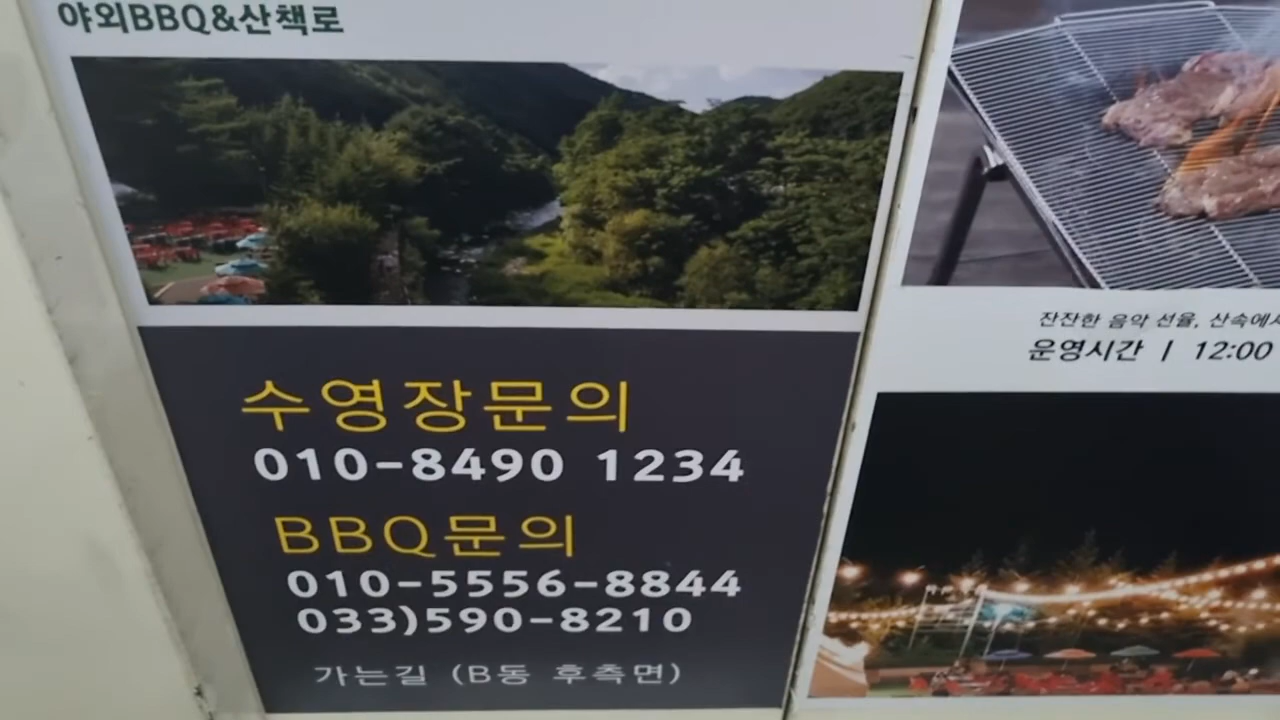 야외BBQ&산책로
수영장문의
010-8490 1234
BBQ문의
010-5556-8844
033)590-8210
가는길 (B동 후측면)
잔잔한 음악 선율, 산속에서
운영시간 | 12:00